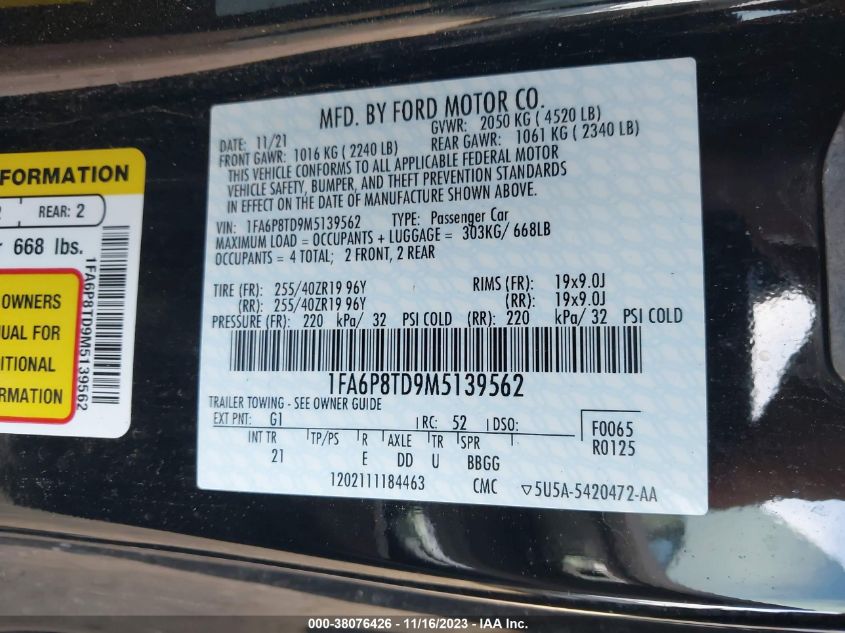 MFD. BY FORD MOTOR CO.
DATE: 11/21 GVWR: 2050 KG ( 4520 LB)
FRONT GAWR: 1016 KG ( 2240 LB) REAR GAWR: 1061 KG ( 2340 LB)
THIS VEHICLE CONFORMS TO ALL APPLICABLE FEDERAL MOTOR
VEHICLE SAFETY, BUMPER, AND THEFT PREVENTION STANDARDS
IN EFFECT ON THE DATE OF MANUFACTURE SHOWN ABOVE.
VIN: 1FA6P8TD9M5139562 TYPE: Passenger Car
MAXIMUM LOAD = OCCUPANTS + LUGGAGE = 303KG/ 668LB
OCCUPANTS = 4 TOTAL; 2 FRONT, 2 REAR
TIRE (FR): 255/40ZR19 96Y RIMS (FR): 19x9.0J
(RR): 255/40ZR19 96Y (RR): 19x9.0J
PRESSURE (FR): 220 kPa/ 32 PSI COLD (RR): 220 kPa/ 32 PSI COLD
1FA6P8TD9M5139562
TRAILER TOWING - SEE OWNER GUIDE
EXT PNT: G1 RC: 52 DSO: F0065
INT TR TP/PS R AXLE TR SPR R0125
21 E DD U BBGG
1202111184463 CMC ▽5U5A-5420472-AA
FORMATION
2 REAR: 2
r 668 lbs.
OWNERS
UAL FOR
ITIONAL
ATION
1FA6P8TD9M5139562
000-38076426 - 11/16/2023 - IAA Inc.